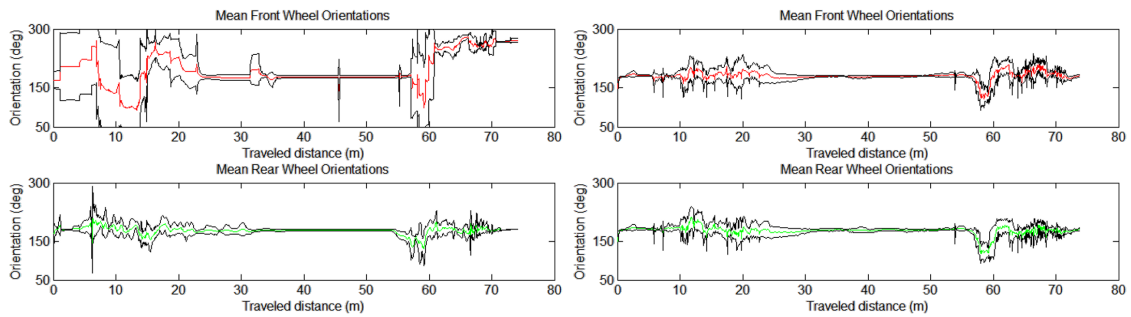 Mean Front Wheel Orientations
300
150
50
Orientation (deg)
0 10 20 30 40 50 60 70 80
Traveled distance (m)
Mean Rear Wheel Orientations
300
150
50
Orientation (deg)
0 10 20 30 40 50 60 70 80
Traveled distance (m)
Mean Front Wheel Orientations
300
150
50
Orientation (deg)
0 10 20 30 40 50 60 70 80
Traveled distance (m)
Mean Rear Wheel Orientations
300
150
50
Orientation (deg)
0 10 20 30 40 50 60 70 80
Traveled distance (m)